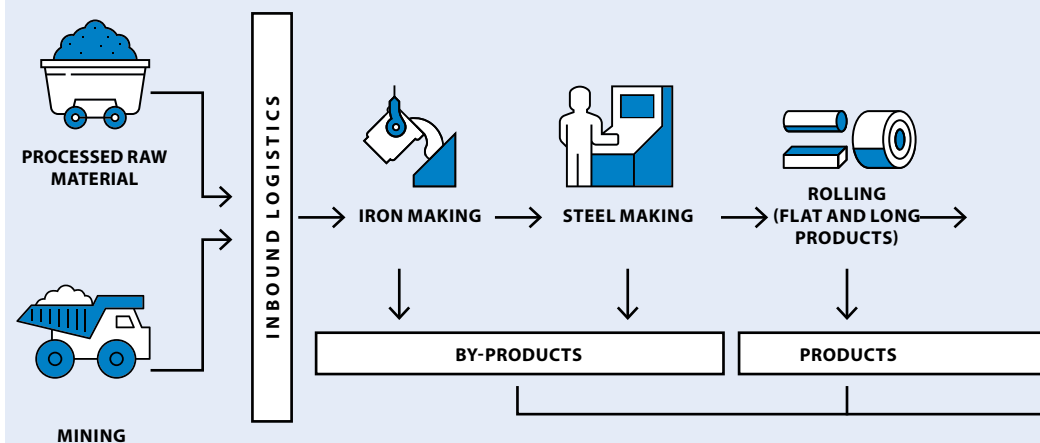 PROCESSED RAW
MATERIAL
MINING
INBOUND LOGISTICS
IRON MAKING
STEEL MAKING
ROLLING
(FLAT AND LONG
PRODUCTS)
BY-PRODUCTS
PRODUCTS